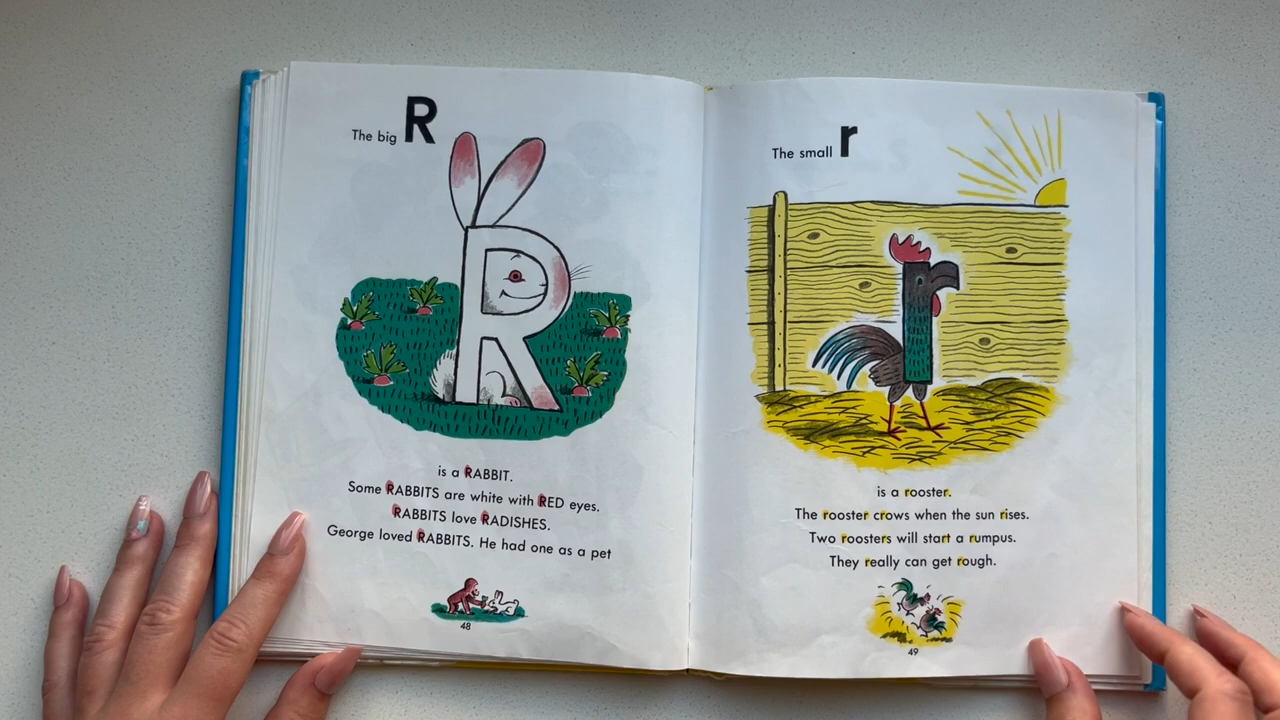 The big R
is a RABBIT.
Some RABBITS are white with RED eyes.
RABBITS love RADISHES.
George loved RABBITS. He had one as a pet
48
The small r
is a rooster.
The rooster crows when the sun rises.
Two roosters will start a rumpus.
They really can get rough.
49